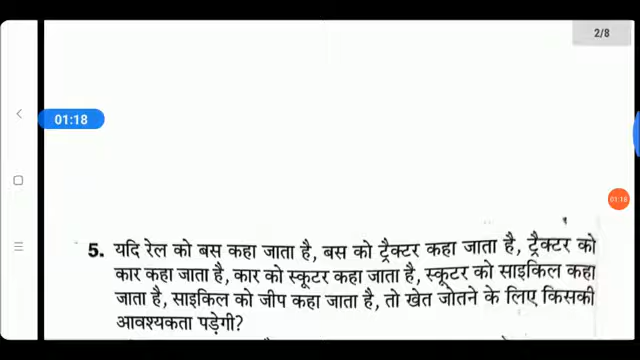 2/8
01:18
01:18
5. यदि रेल को बस कहा जाता है, बस को ट्रैक्टर कहा जाता है, ट्रैक्टर को
कार कहा जाता है, कार को स्कूटर कहा जाता है, स्कूटर को साइकिल कहा
जाता है, साइकिल को जीप कहा जाता है, तो खेत जोतने के लिए किसकी
आवश्यकता पड़ेगी?